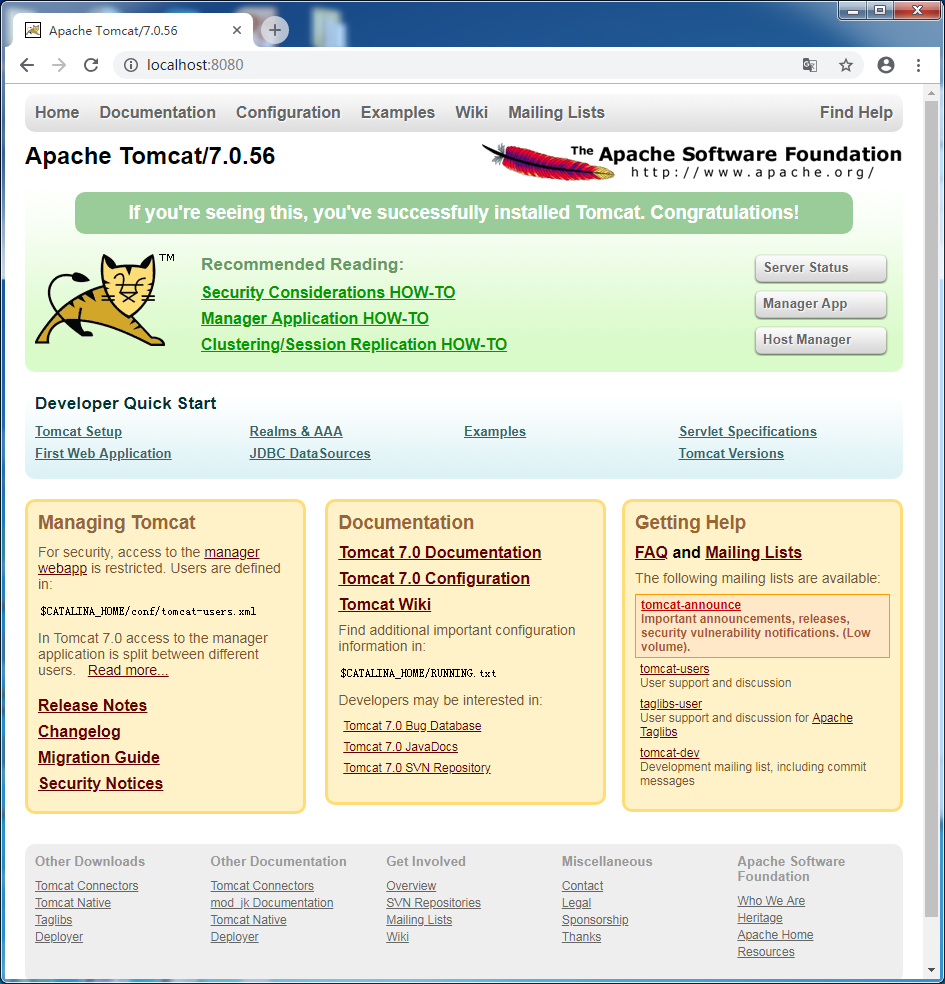 Apache Tomcat/7.0.56
localhost:8080
Home Documentation Configuration Examples Wiki Mailing Lists Find Help
Apache Tomcat/7.0.56
The Apache Software Foundation
http://www.apache.org/
If you're seeing this, you've successfully installed Tomcat. Congratulations!
TM
Recommended Reading:
Security Considerations HOW-TO
Manager Application HOW-TO
Clustering/Session Replication HOW-TO
Server Status
Manager App
Host Manager
Developer Quick Start
Tomcat Setup
First Web Application
Realms & AAA
JDBC DataSources
Examples
Servlet Specifications
Tomcat Versions
Managing Tomcat
For security, access to the manager
webapp is restricted. Users are defined
in:
$CATALINA_HOME/conf/tomcat-users.xml
In Tomcat 7.0 access to the manager
application is split between different
users. Read more...
Release Notes
Changelog
Migration Guide
Security Notices
Documentation
Tomcat 7.0 Documentation
Tomcat 7.0 Configuration
Tomcat Wiki
Find additional important configuration
information in:
$CATALINA_HOME/RUNNING.txt
Developers may be interested in:
Tomcat 7.0 Bug Database
Tomcat 7.0 JavaDocs
Tomcat 7.0 SVN Repository
Getting Help
FAQ and Mailing Lists
The following mailing lists are available:
tomcat-announce
Important announcements, releases,
security vulnerability notifications. (Low
volume).
tomcat-users
User support and discussion
taglibs-user
User support and discussion for Apache
Taglibs
tomcat-dev
Development mailing list, including commit
messages
Other Downloads
Tomcat Connectors
Tomcat Native
Taglibs
Deployer
Other Documentation
Tomcat Connectors
mod_jk Documentation
Tomcat Native
Deployer
Get Involved
Overview
SVN Repositories
Mailing Lists
Wiki
Miscellaneous
Contact
Legal
Sponsorship
Thanks
Apache Software
Foundation
Who We Are
Heritage
Apache Home
Resources